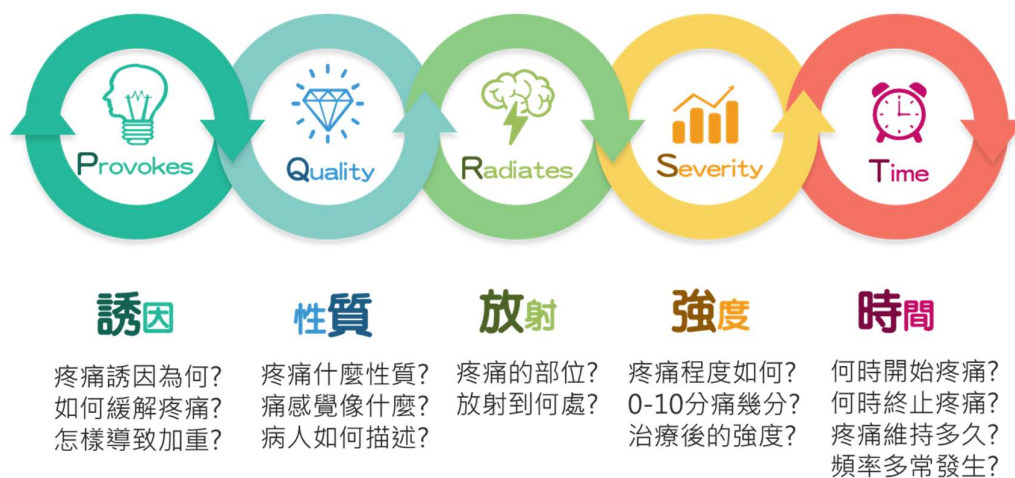 Provokes
Quality
Radiates
Severity
Time
誘因
性質
放射
強度
時間
疼痛誘因為何?
如何緩解疼痛?
怎樣導致加重?
疼痛什麼性質?
痛感覺像什麼?
病人如何描述?
疼痛的部位?
放射到何處?
疼痛程度如何?
0-10分痛幾分?
治療後的強度?
何時開始疼痛?
何時終止疼痛?
疼痛維持多久?
頻率多常發生?